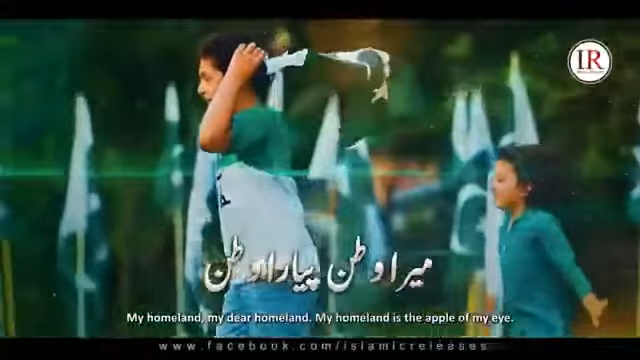 IR
میرا وطن پیارا وطن
My homeland, my dear homeland. My homeland is the apple of my eye.
www.facebook.com/islamicreleases